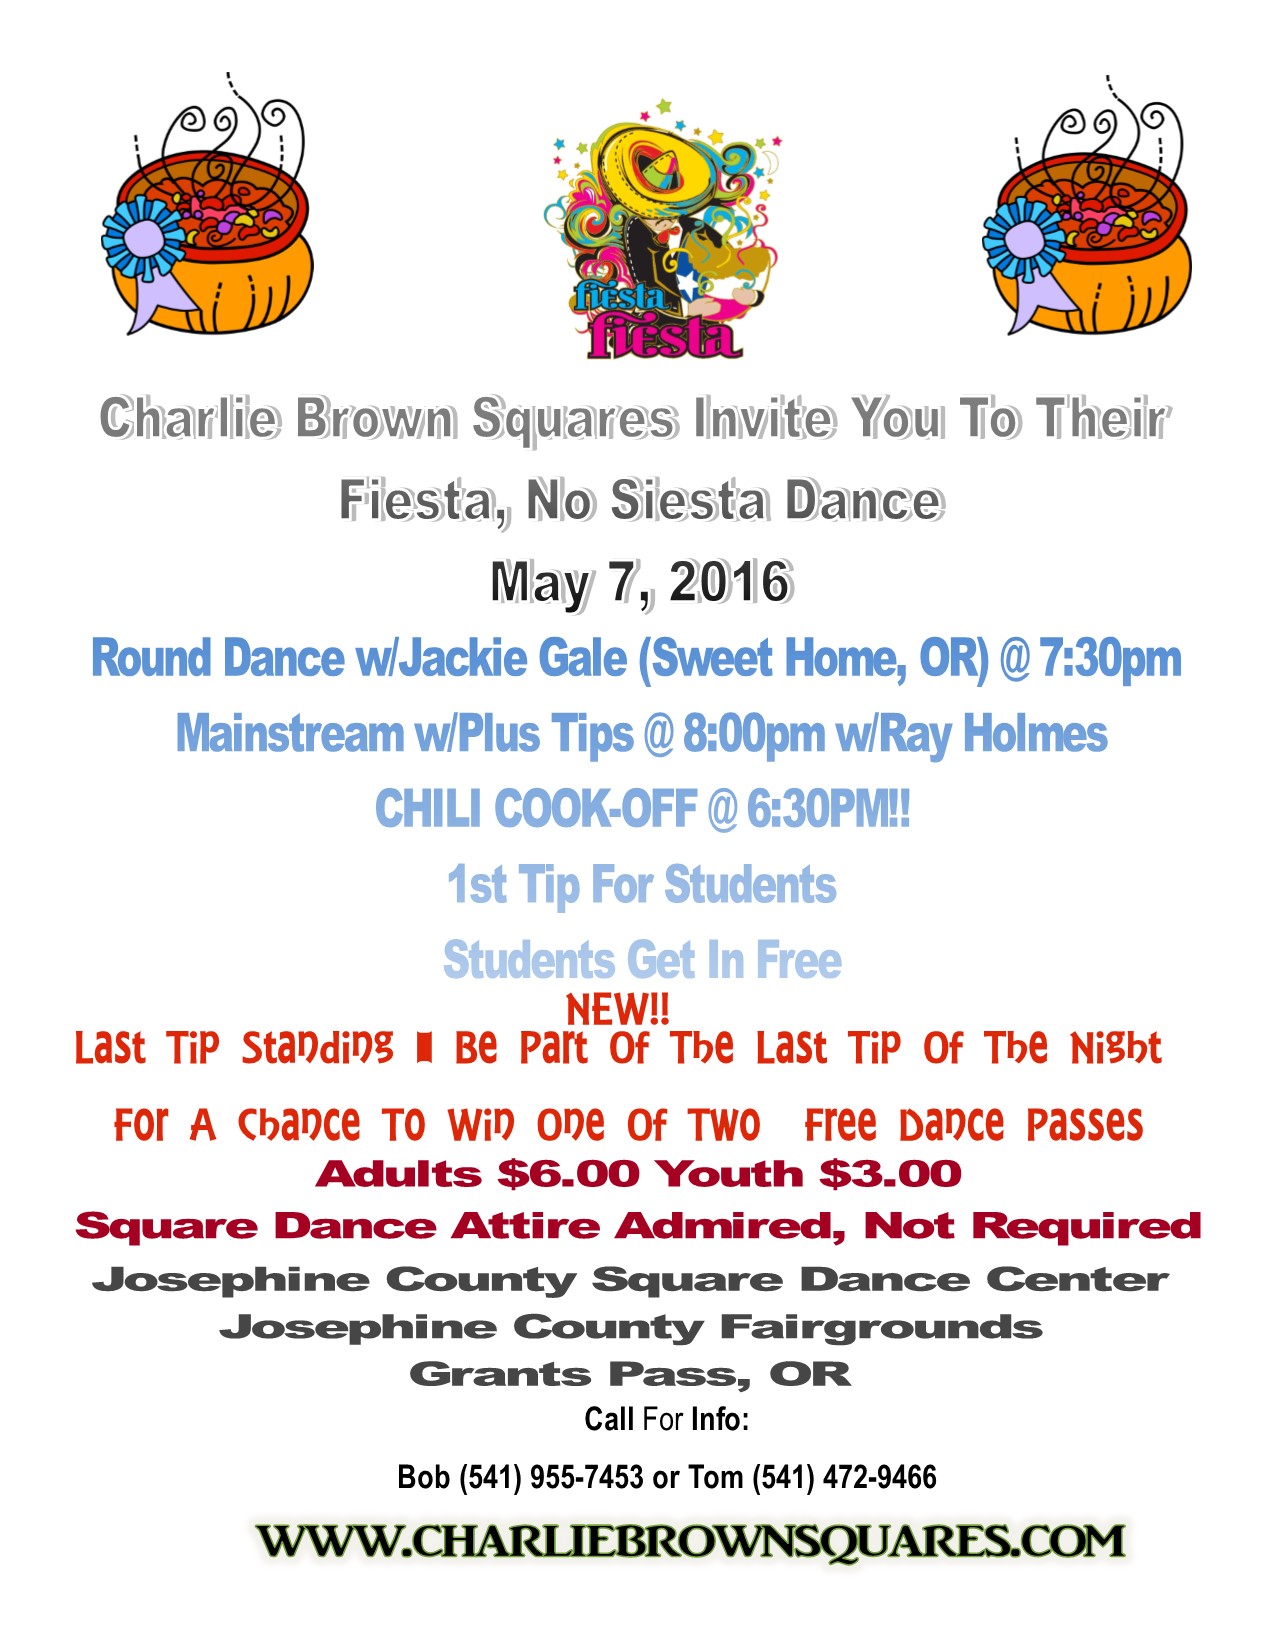 fiesta
fiesta
Charlie Brown Squares Invite You To Their
Fiesta, No Siesta Dance
May 7, 2016
Round Dance w/Jackie Gale (Sweet Home, OR) @ 7:30pm
Mainstream w/Plus Tips @ 8:00pm w/Ray Holmes
CHILI COOK-OFF @ 6:30PM!!
1st Tip For Students
Students Get In Free
NEW!!
Last Tip Standing ▮ Be Part Of The Last Tip Of The Night
For A Chance To Win One Of Two Free Dance Passes
Adults $6.00 Youth $3.00
Square Dance Attire Admired, Not Required
Josephine County Square Dance Center
Josephine County Fairgrounds
Grants Pass, OR
Call For Info:
Bob (541) 955-7453 or Tom (541) 472-9466
WWW.CHARLIEBROWNSQUARES.COM